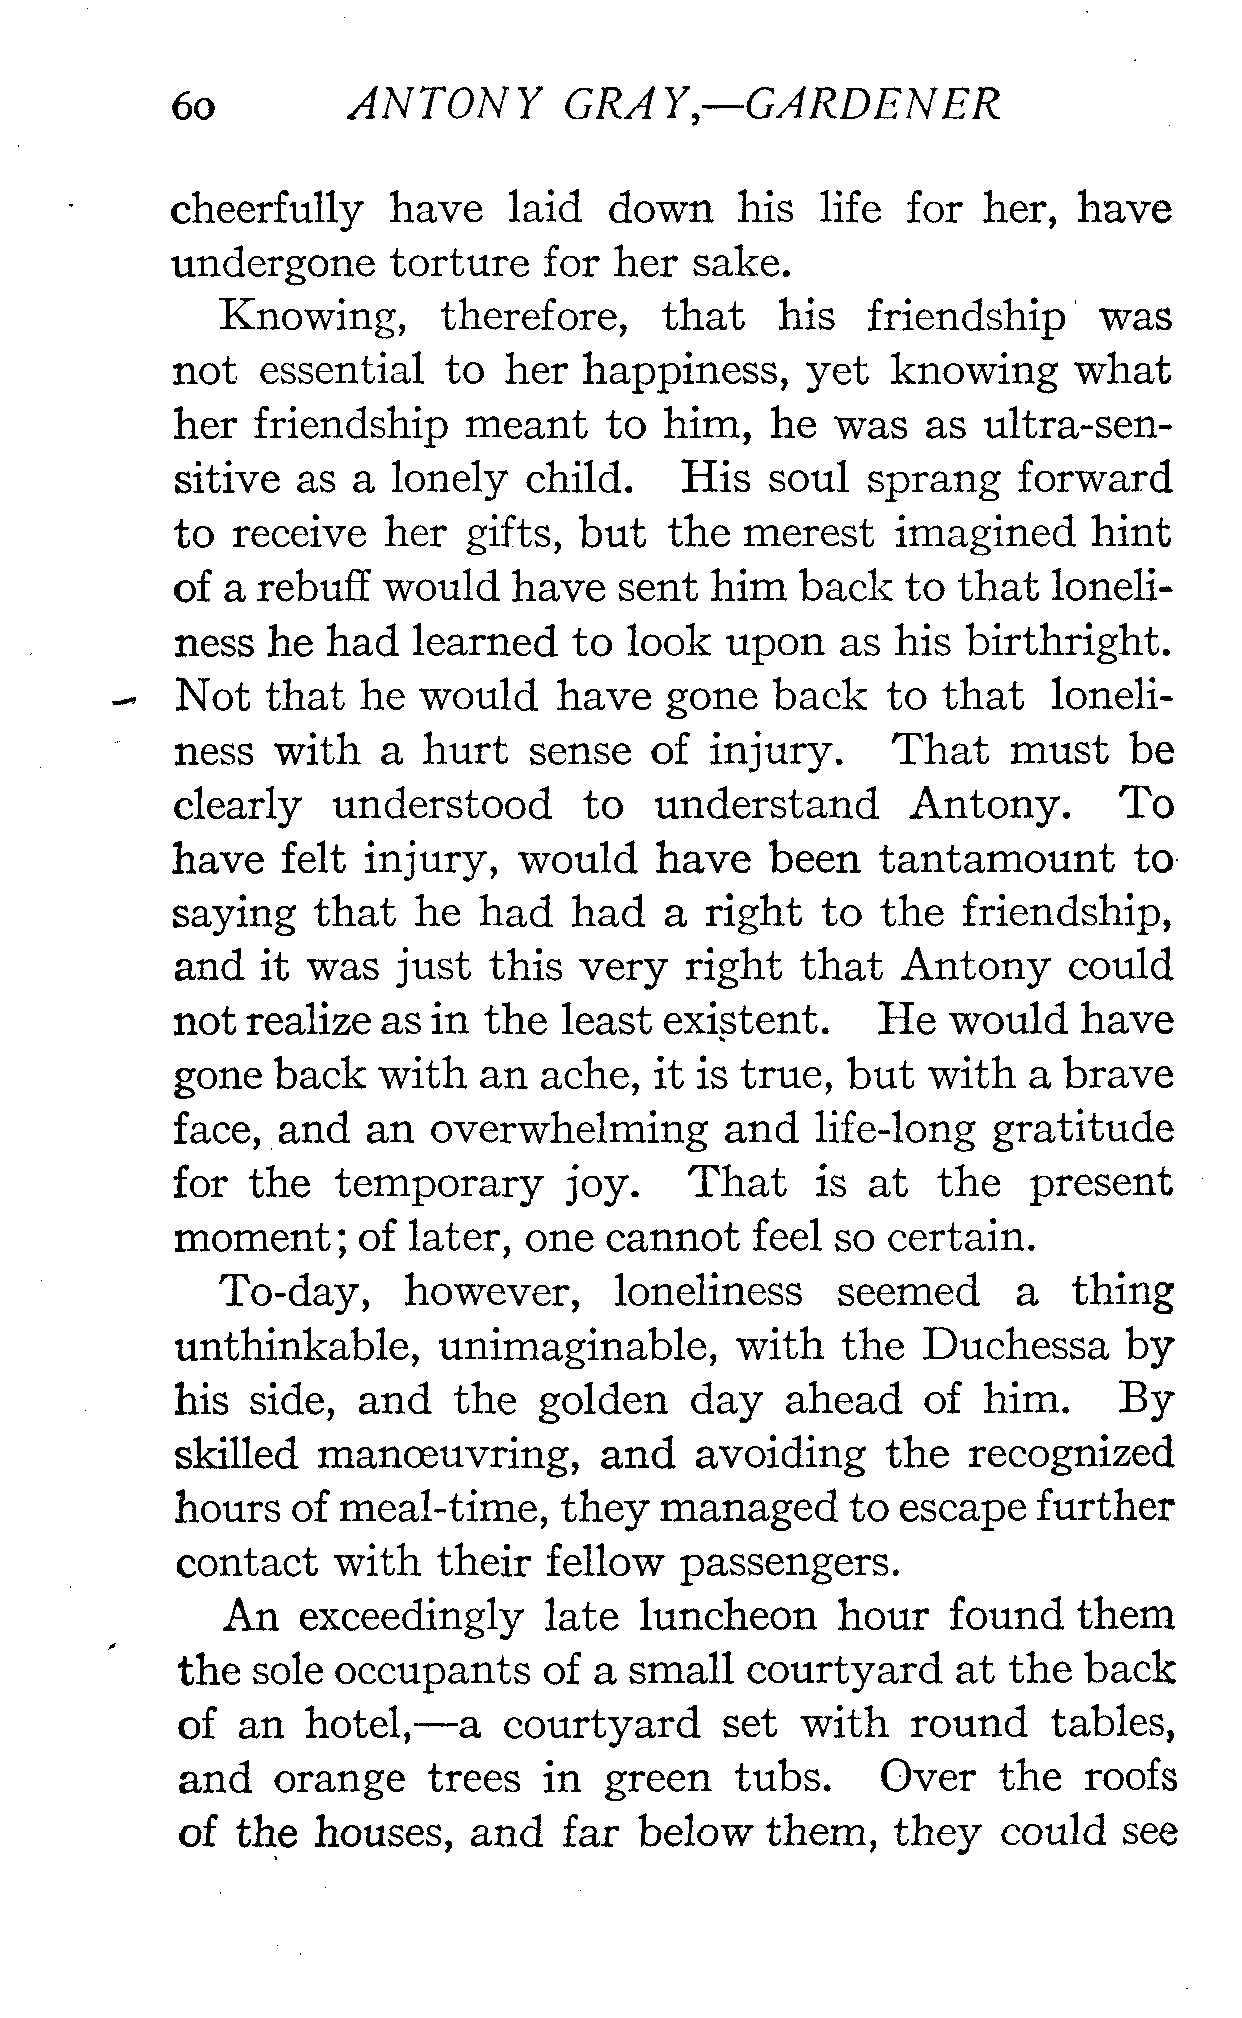 60 ANTONY GRAY,—GARDENER
cheerfully have laid down his life for her, have
undergone torture for her sake.
Knowing, therefore, that his friendship was
not essential to her happiness, yet knowing what
her friendship meant to him, he was as ultra-sen-
sitive as a lonely child. His soul sprang forward
to receive her gifts, but the merest imagined hint
of a rebuff would have sent him back to that loneli-
ness he had learned to look upon as his birthright.
Not that he would have gone back to that loneli-
ness with a hurt sense of injury. That must be
clearly understood to understand Antony. To
have felt injury, would have been tantamount to
saying that he had had a right to the friendship,
and it was just this very right that Antony could
not realize as in the least existent. He would have
gone back with an ache, it is true, but with a brave
face, and an overwhelming and life-long gratitude
for the temporary joy. That is at the present
moment; of later, one cannot feel so certain.
To-day, however, loneliness seemed a thing
unthinkable, unimaginable, with the Duchessa by
his side, and the golden day ahead of him. By
skilled manœuvring, and avoiding the recognized
hours of meal-time, they managed to escape further
contact with their fellow passengers.
An exceedingly late luncheon hour found them
the sole occupants of a small courtyard at the back
of an hotel,—a courtyard set with round tables,
and orange trees in green tubs. Over the roofs
of the houses, and far below them, they could see